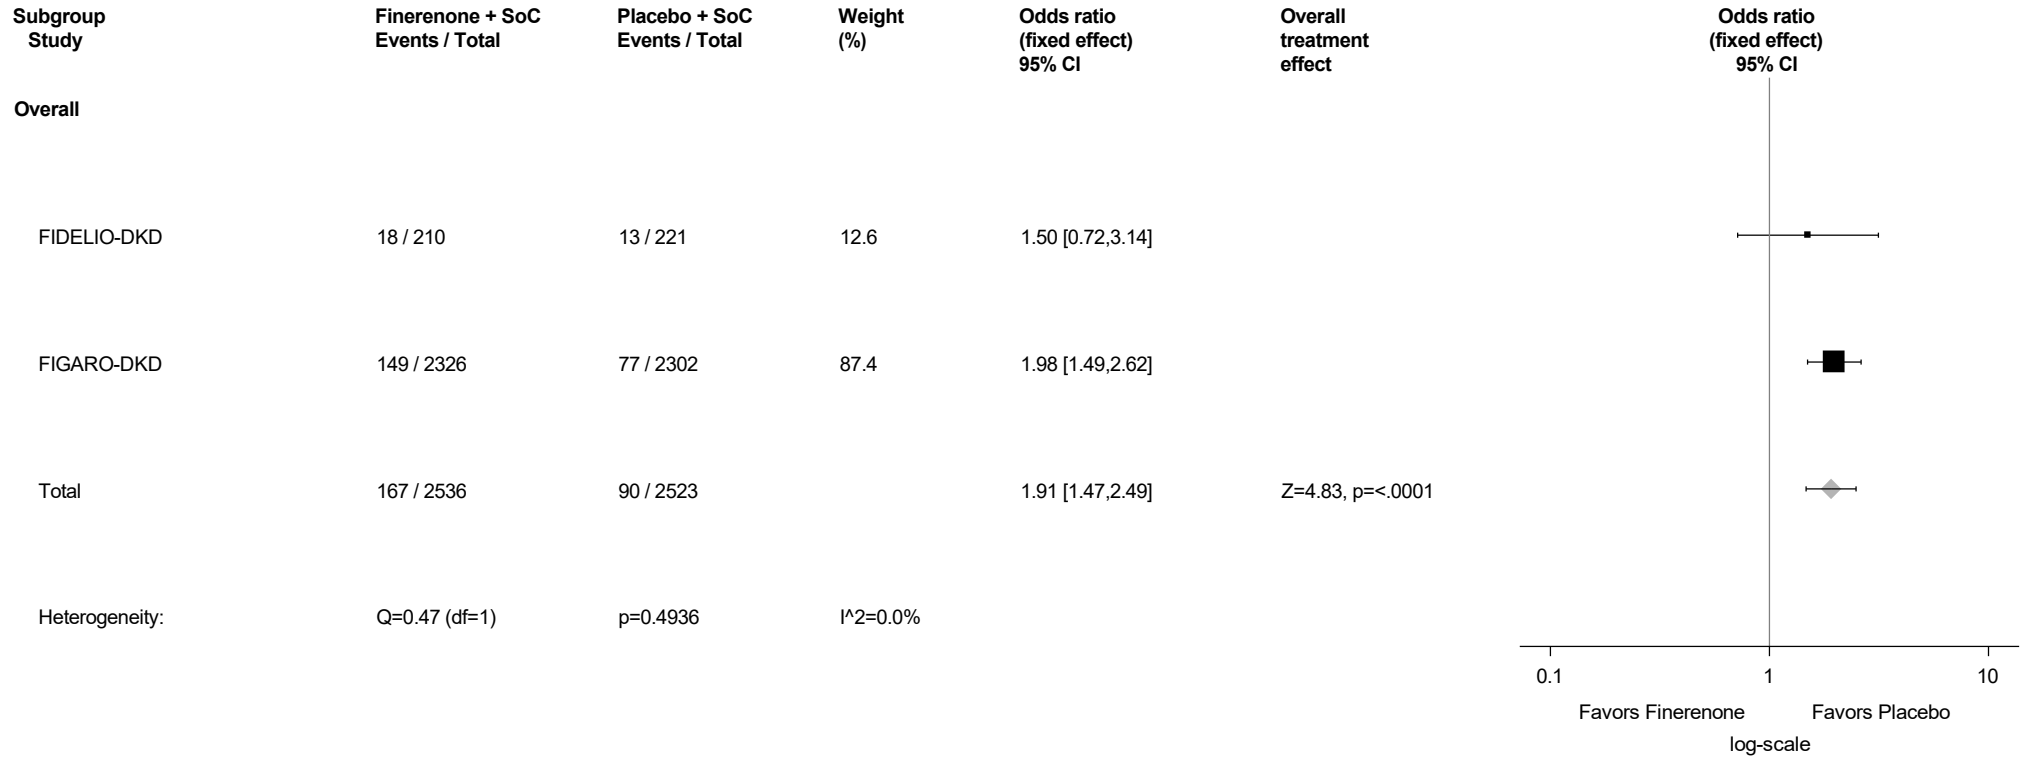 Subgroup Finerenone + SoC Placebo + SoC Weight Odds ratio Overall Odds ratio
Study Events / Total Events / Total (%) (fixed effect) treatment (fixed effect)
95% CI effect 95% CI
Overall
FIDELIO-DKD 18 / 210 13 / 221 12.6 1.50 [0.72,3.14]
FIGARO-DKD 149 / 2326 77 / 2302 87.4 1.98 [1.49,2.62]
Total 167 / 2536 90 / 2523 1.91 [1.47,2.49] Z=4.83, p=<.0001
Heterogeneity: Q=0.47 (df=1) p=0.4936 I^2=0.0%
0.1 1 10
Favors Finerenone Favors Placebo
log-scale